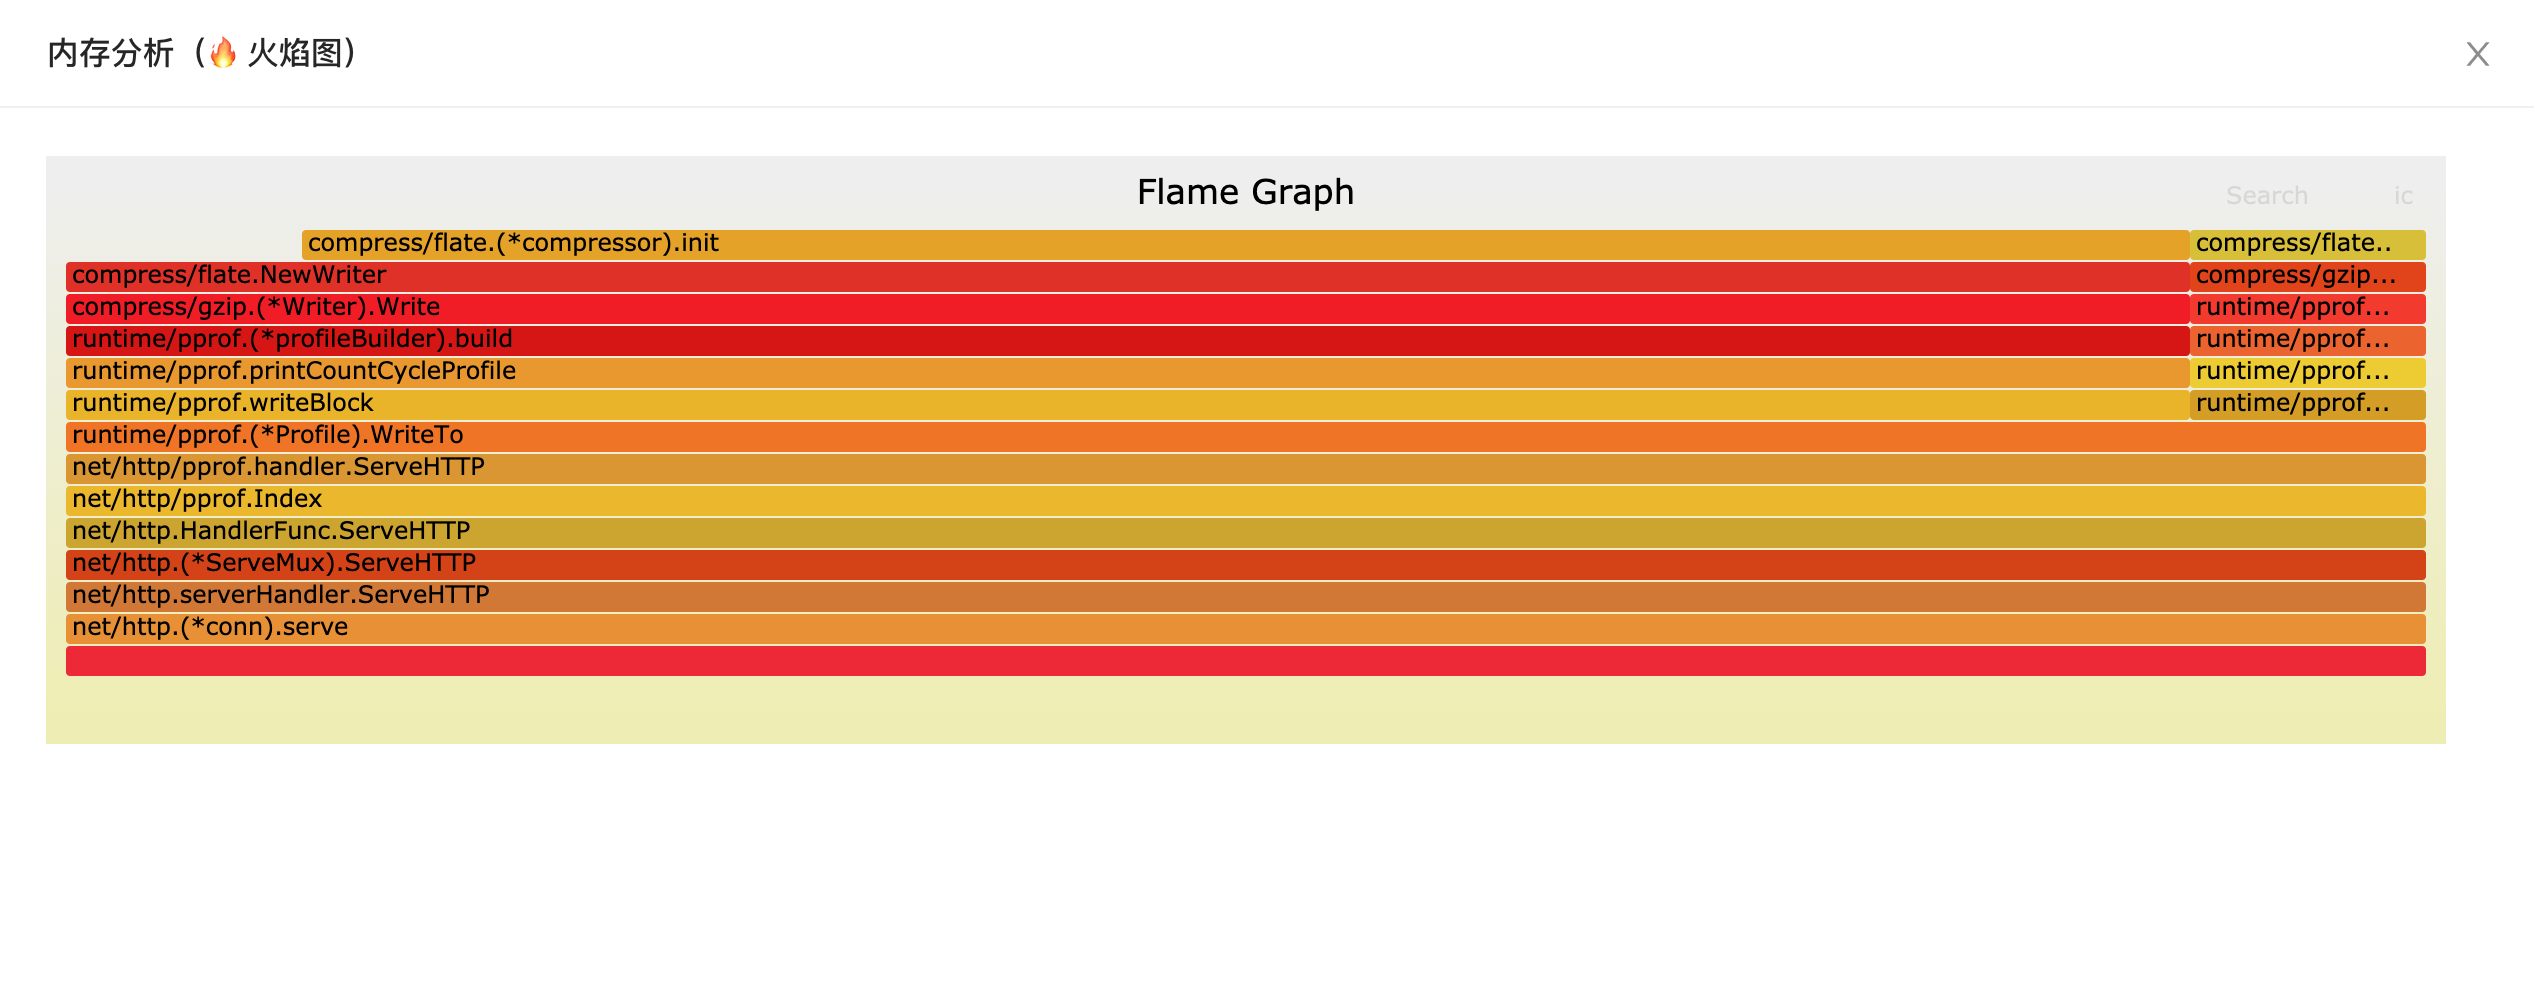 内存分析（🔥 火焰图） X
Flame Graph
Search ic
compress/flate.(*compressor).init compress/flate..
compress/flate.NewWriter compress/gzip...
compress/gzip.(*Writer).Write runtime/pprof...
runtime/pprof.(*profileBuilder).build runtime/pprof...
runtime/pprof.printCountCycleProfile runtime/pprof...
runtime/pprof.writeBlock runtime/pprof...
runtime/pprof.(*Profile).WriteTo
net/http/pprof.handler.ServeHTTP
net/http/pprof.Index
net/http.HandlerFunc.ServeHTTP
net/http.(*ServeMux).ServeHTTP
net/http.serverHandler.ServeHTTP
net/http.(*conn).serve